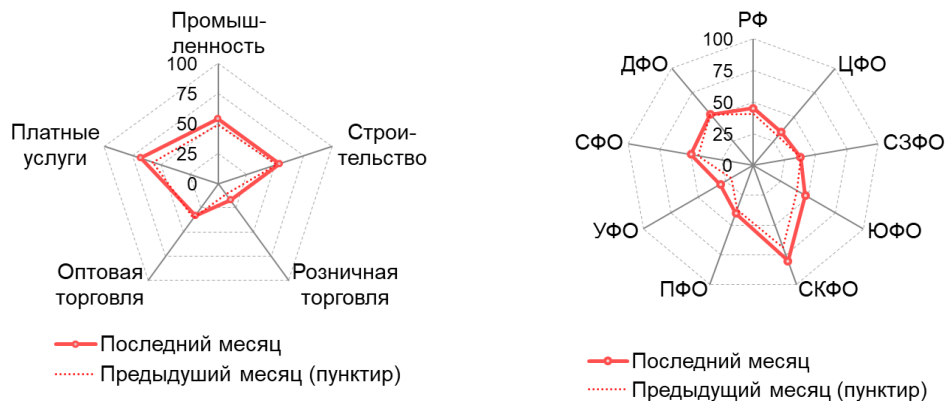 Промыш-
ленность
100
75
50
25
0
Платные
услуги
Строи-
тельство
Оптовая
торговля
Розничная
торговля
Последний месяц
Предыдуший месяц (пунктир)
РФ
100
75
50
25
0
ДФО
ЦФО
СФО
СЗФО
УФО
ЮФО
ПФО
СКФО
Последний месяц
Предыдущий месяц (пунктир)